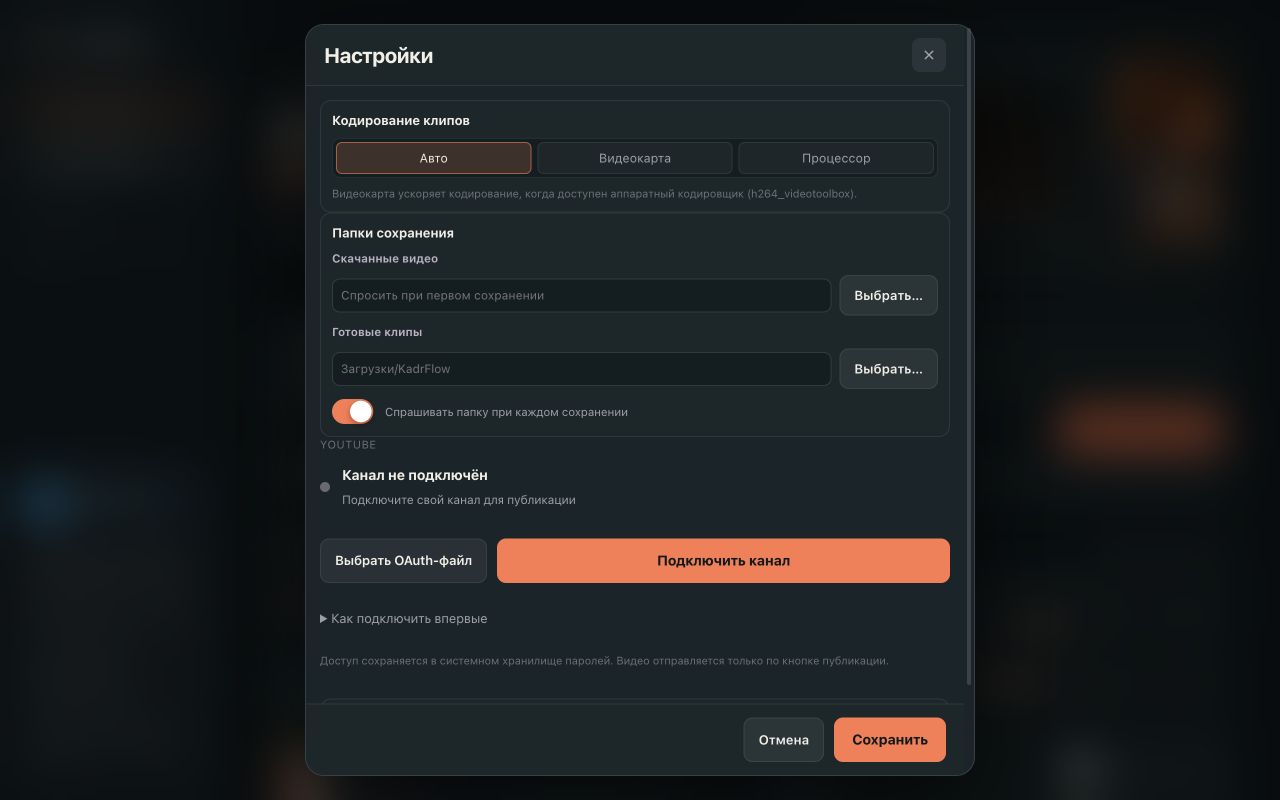 Настройки
Кодирование клипов
Авто
Видеокарта
Процессор
Видеокарта ускоряет кодирование, когда доступен аппаратный кодировщик (h264_videotoolbox).
Папки сохранения
Скачанные видео
Спросить при первом сохранении
Выбрать...
Готовые клипы
Загрузки/KadrFlow
Выбрать...
Спрашивать папку при каждом сохранении
YOUTUBE
Канал не подключён
Подключите свой канал для публикации
Выбрать OAuth-файл
Подключить канал
Как подключить впервые
Доступ сохраняется в системном хранилище паролей. Видео отправляется только по кнопке публикации.
Отмена
Сохранить